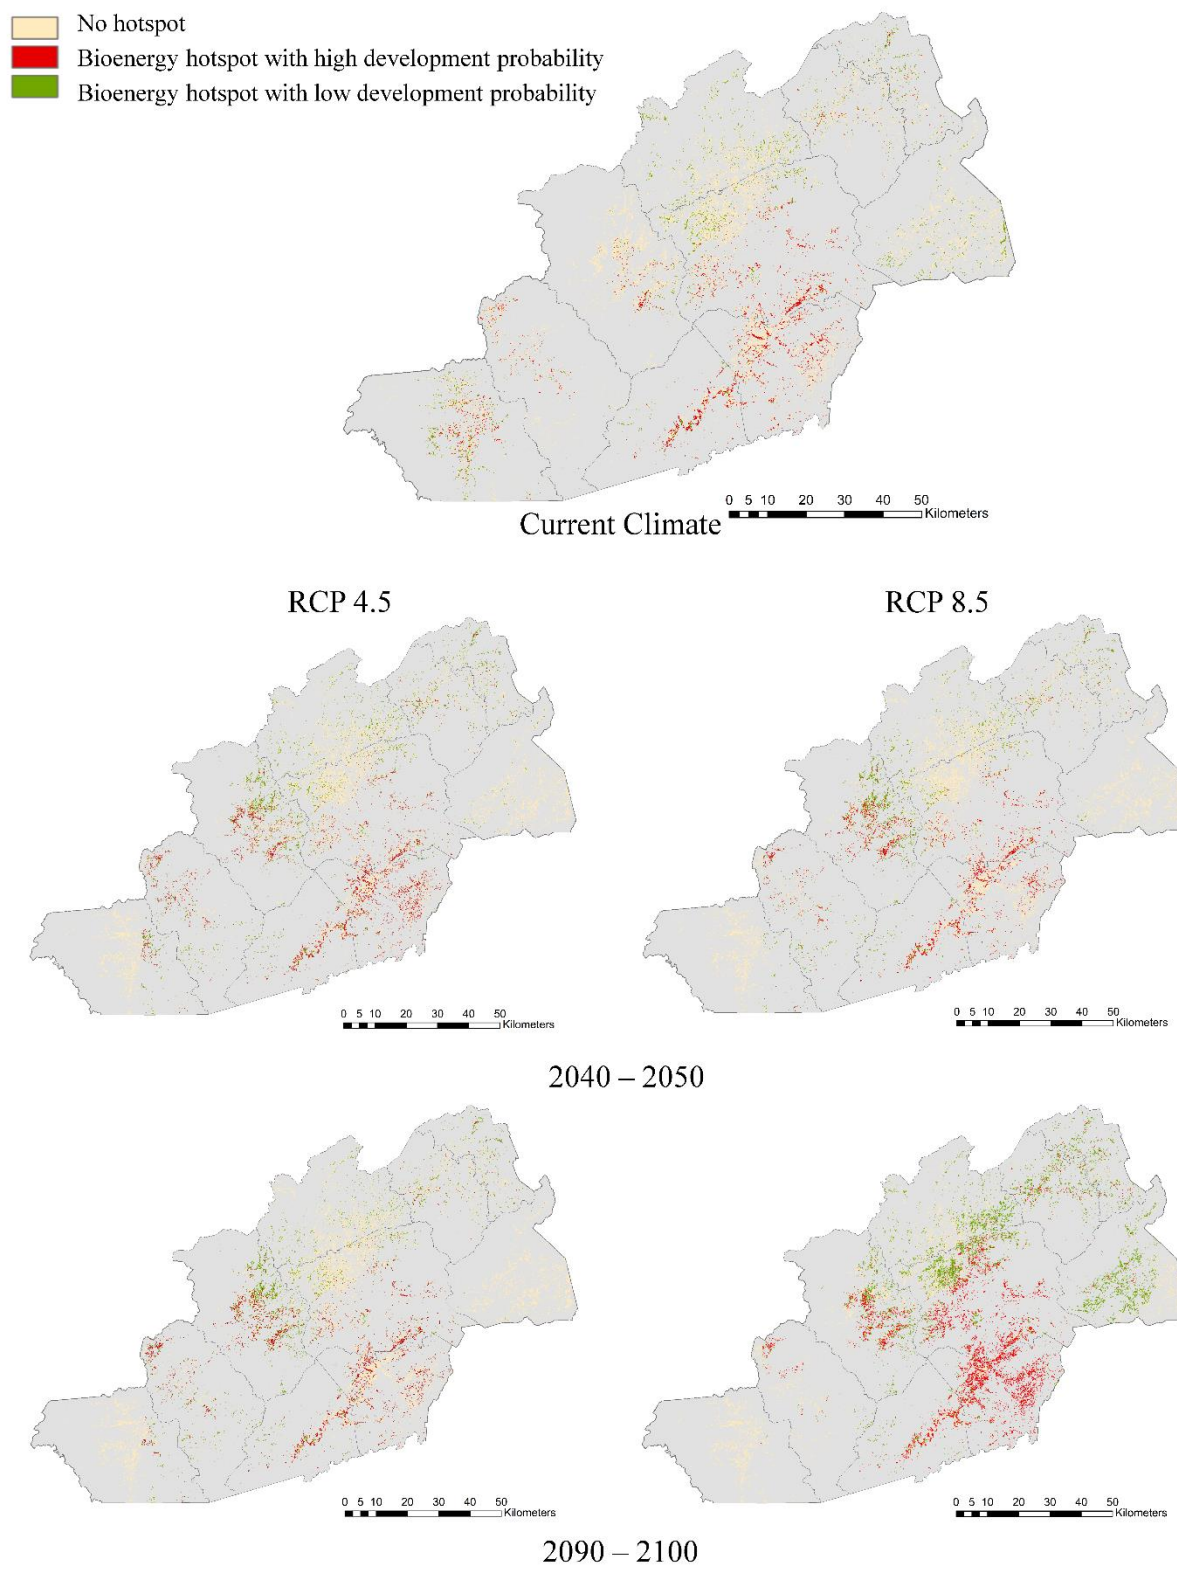 No hotspot
Bioenergy hotspot with high development probability
Bioenergy hotspot with low development probability
0 5 10 20 30 40 50
Kilometers
Current Climate
RCP 4.5
RCP 8.5
0 5 10 20 30 40 50
Kilometers
0 5 10 20 30 40 50
Kilometers
2040 – 2050
0 5 10 20 30 40 50
Kilometers
0 5 10 20 30 40 50
Kilometers
2090 – 2100